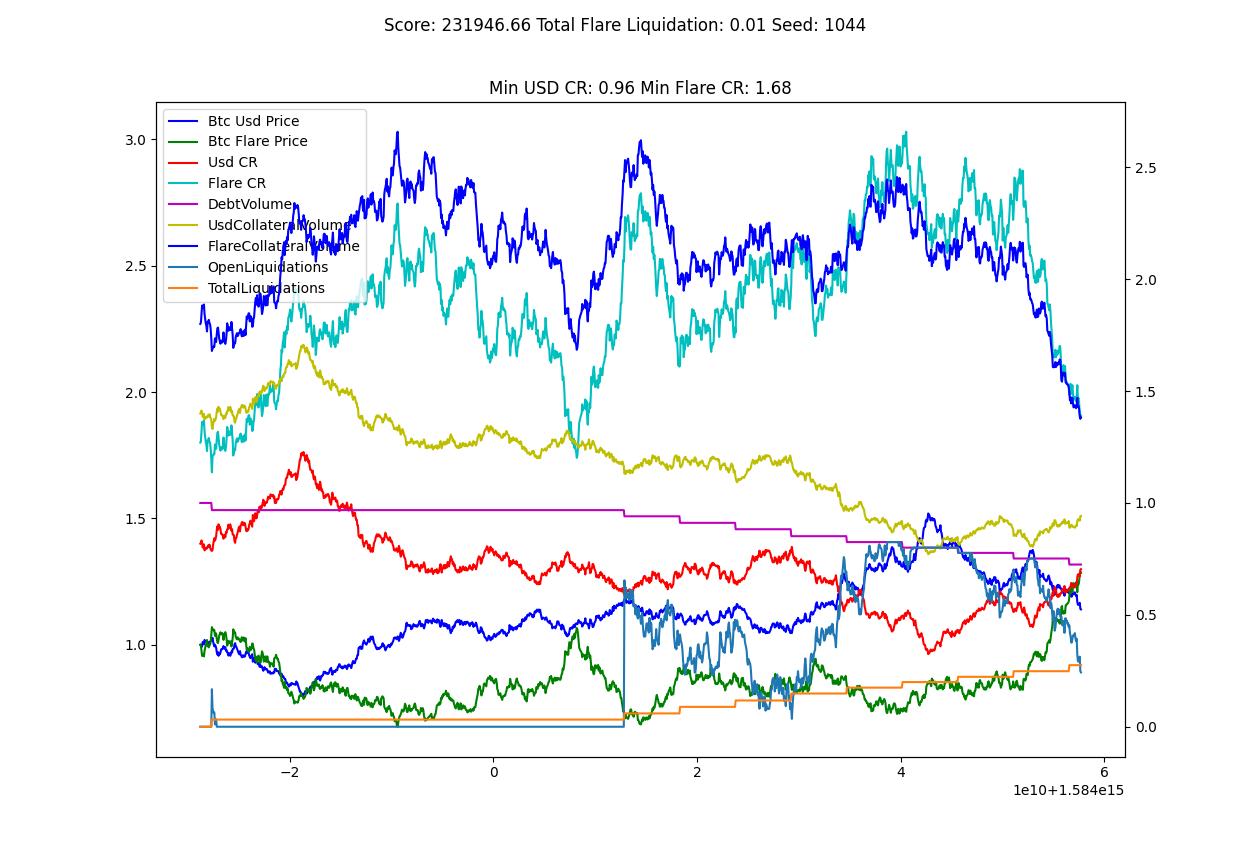 Score: 231946.66 Total Flare Liquidation: 0.01 Seed: 1044
Min USD CR: 0.96 Min Flare CR: 1.68
Btc Usd Price
Btc Flare Price
Usd CR
Flare CR
DebtVolume
UsdCollateralVolume
FlareCollateralVolume
OpenLiquidations
TotalLiquidations
3.0
2.5
2.0
1.5
1.0
2.5
2.0
1.5
1.0
0.5
0.0
−2 0 2 4 6
1e10+1.584e15